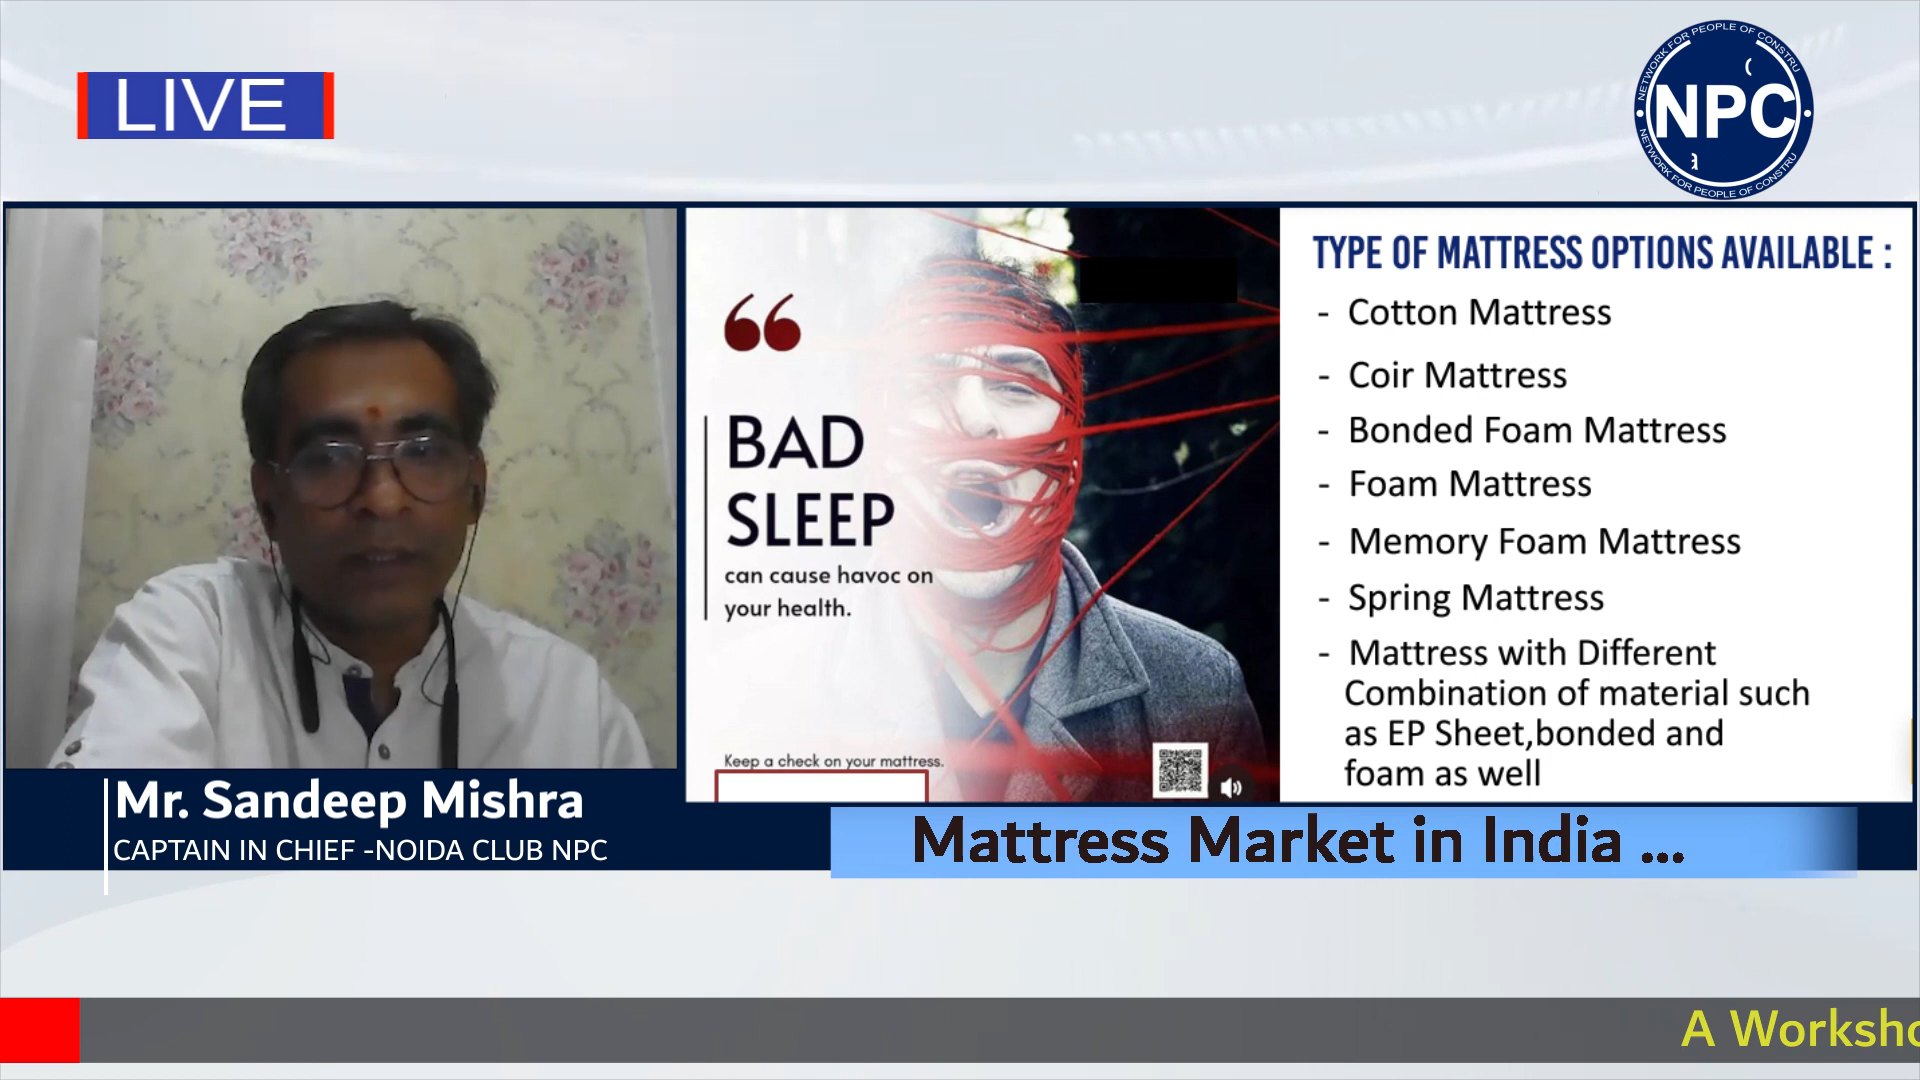 LIVE
NETWORK FOR PEOPLE OF CONSTRU
NPC
NETWORK FOR PEOPLE OF CONSTRU
BAD
SLEEP
can cause havoc on
your health.
Keep a check on your mattress.
TYPE OF MATTRESS OPTIONS AVAILABLE :
- Cotton Mattress
- Coir Mattress
- Bonded Foam Mattress
- Foam Mattress
- Memory Foam Mattress
- Spring Mattress
- Mattress with Different
Combination of material such
as EP Sheet,bonded and
foam as well
Mr. Sandeep Mishra
CAPTAIN IN CHIEF -NOIDA CLUB NPC
Mattress Market in India ...
A Worksho